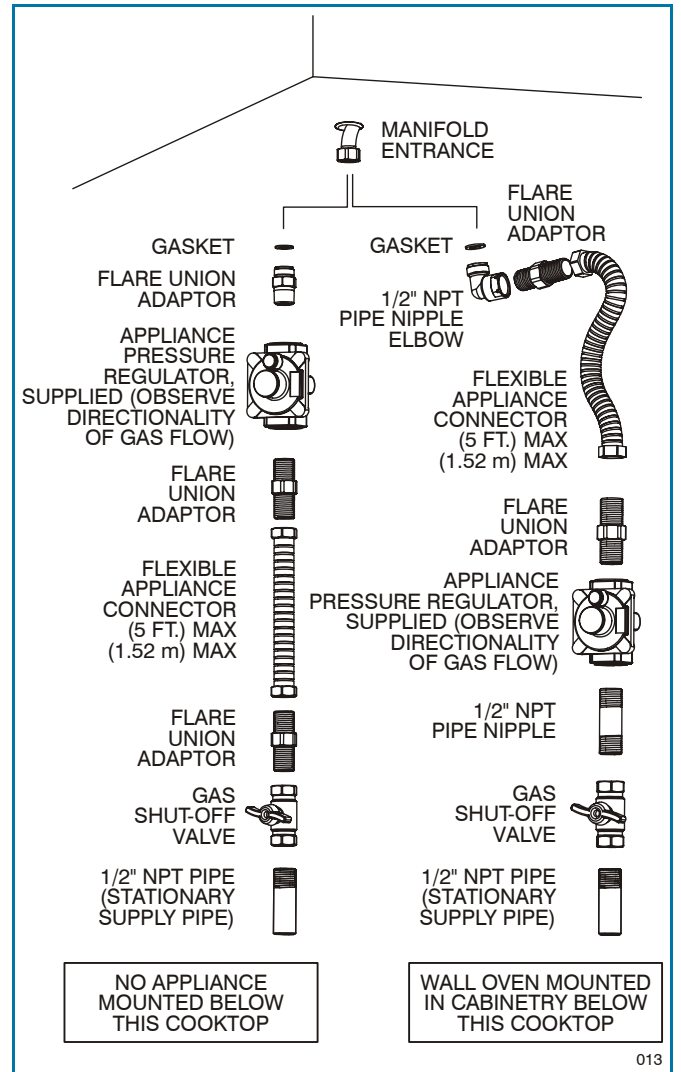 MANIFOLD
ENTRANCE
GASKET
FLARE UNION
ADAPTOR
APPLIANCE
PRESSURE
REGULATOR,
SUPPLIED (OBSERVE
DIRECTIONALITY
OF GAS FLOW)
FLARE
UNION
ADAPTOR
FLEXIBLE
APPLIANCE
CONNECTOR
(5 FT.) MAX
(1.52 m) MAX
FLARE
UNION
ADAPTOR
GAS
SHUT-OFF
VALVE
1/2" NPT PIPE
(STATIONARY
SUPPLY PIPE)
NO APPLIANCE
MOUNTED BELOW
THIS COOKTOP
GASKET
FLARE
UNION
ADAPTOR
1/2" NPT
PIPE NIPPLE
ELBOW
FLEXIBLE
APPLIANCE
CONNECTOR
(5 FT.) MAX
(1.52 m) MAX
FLARE
UNION
ADAPTOR
APPLIANCE
PRESSURE REGULATOR,
SUPPLIED (OBSERVE
DIRECTIONALITY
OF GAS FLOW)
1/2" NPT
PIPE NIPPLE
GAS
SHUT-OFF
VALVE
1/2" NPT PIPE
(STATIONARY
SUPPLY PIPE)
WALL OVEN MOUNTED
IN CABINETRY BELOW
THIS COOKTOP
013